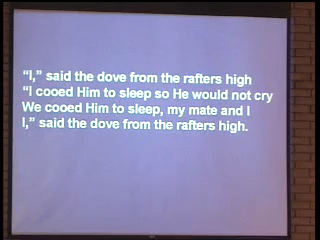 “I,” said the dove from the rafters high
“I cooed Him to sleep so He would not cry
We cooed Him to sleep, my mate and I
I,” said the dove from the rafters high.